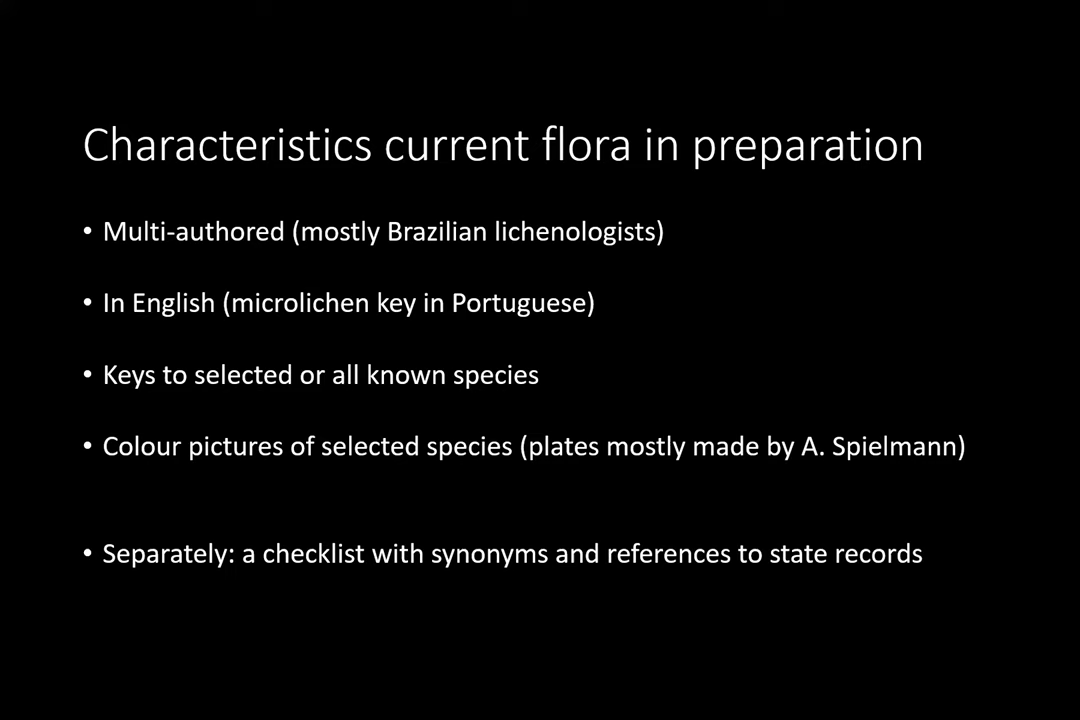 Characteristics current flora in preparation
• Multi-authored (mostly Brazilian lichenologists)
• In English (microlichen key in Portuguese)
• Keys to selected or all known species
• Colour pictures of selected species (plates mostly made by A. Spielmann)
• Separately: a checklist with synonyms and references to state records